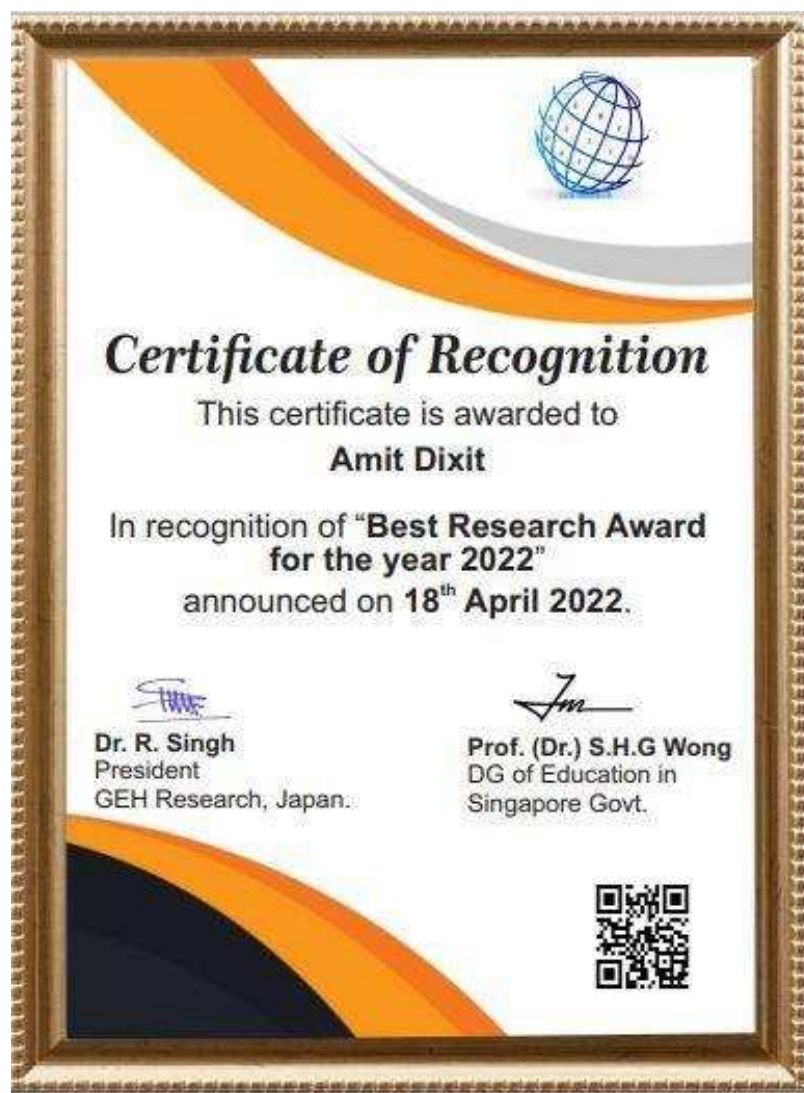 Certificate of Recognition
This certificate is awarded to
Amit Dixit
In recognition of “Best Research Award
for the year 2022”
announced on 18th April 2022.
Dr. R. Singh
President
GEH Research, Japan.
Prof. (Dr.) S.H.G Wong
DG of Education in
Singapore Govt.